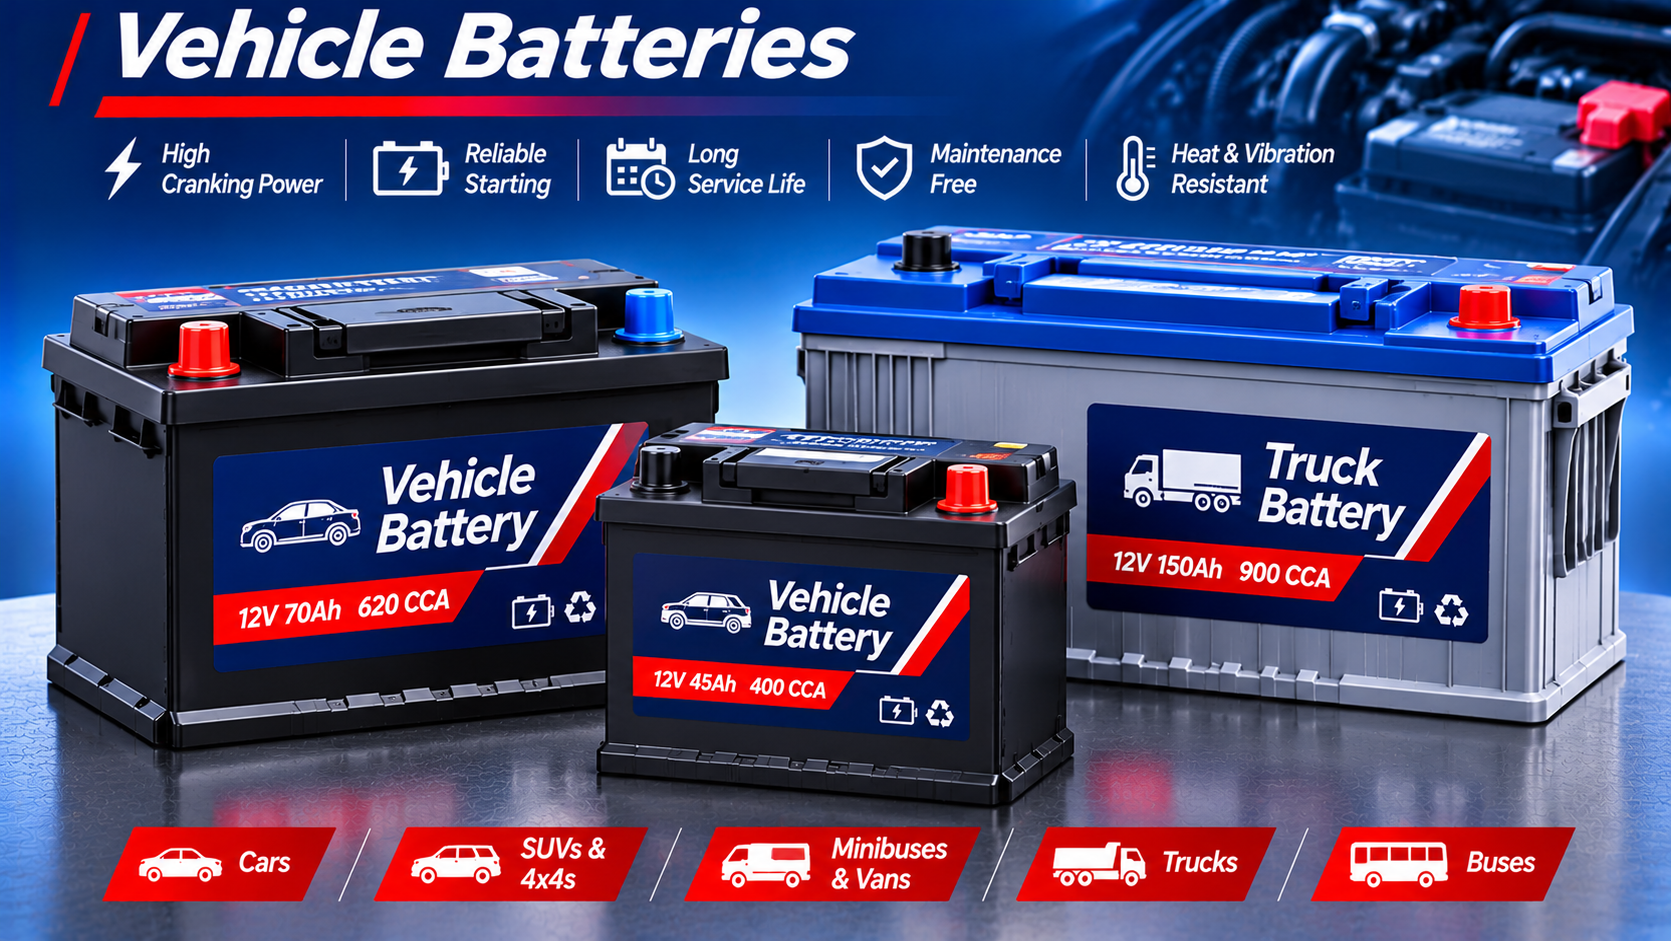 Vehicle Batteries
High
Cranking Power
Reliable
Starting
Long
Service Life
Maintenance
Free
Heat & Vibration
Resistant
Vehicle
Battery
12V 70Ah 620 CCA
Vehicle
Battery
12V 45Ah 400 CCA
Truck
Battery
12V 150Ah 900 CCA
Cars
SUVs &
4x4s
Minibuses
& Vans
Trucks
Buses